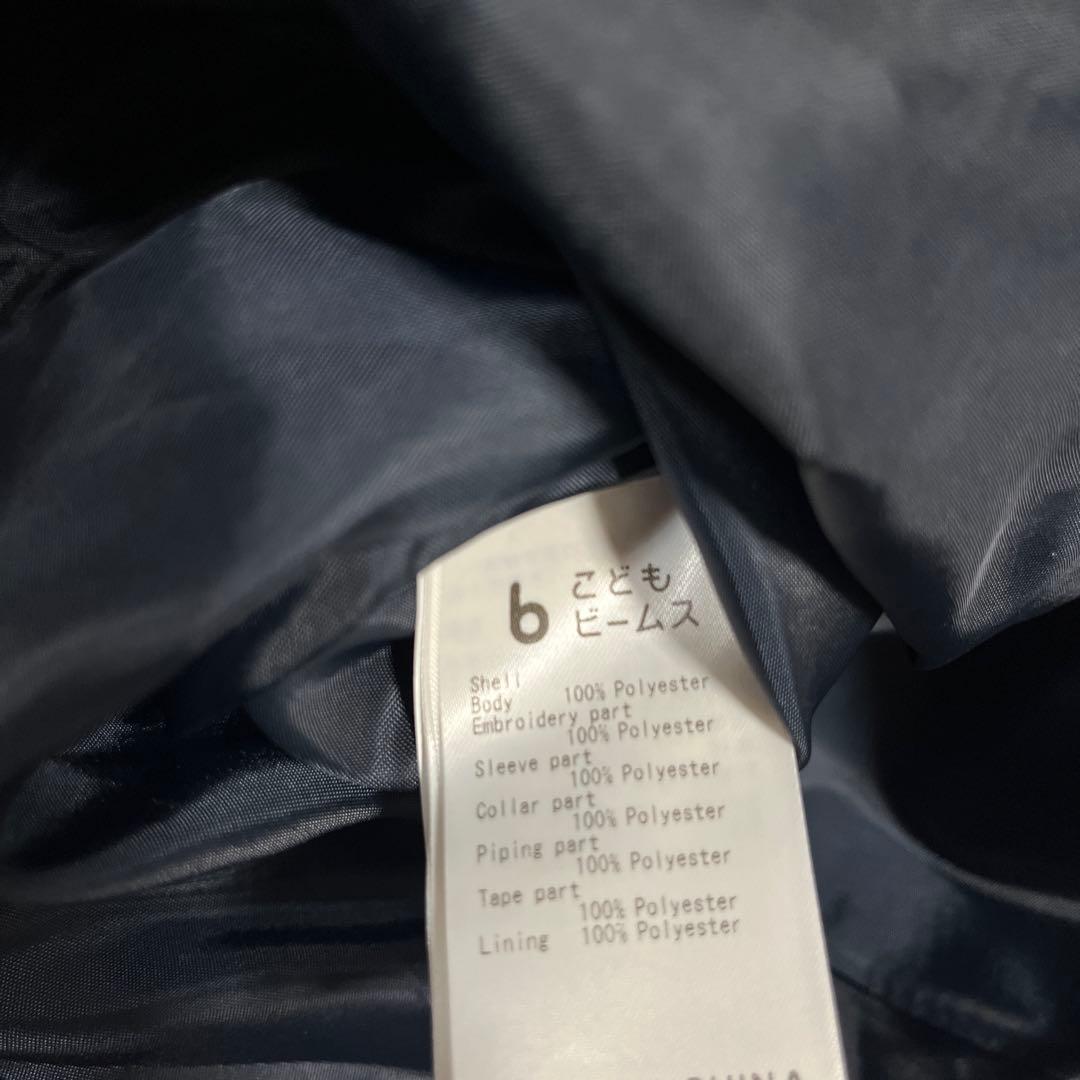 b こども
ビームス
Shell
Body 100% Polyester
Embroidery part
100% Polyester
Sleeve part
100% Polyester
Collar part
100% Polyester
Piping part
100% Polyester
Tape part
100% Polyester
Lining 100% Polyester